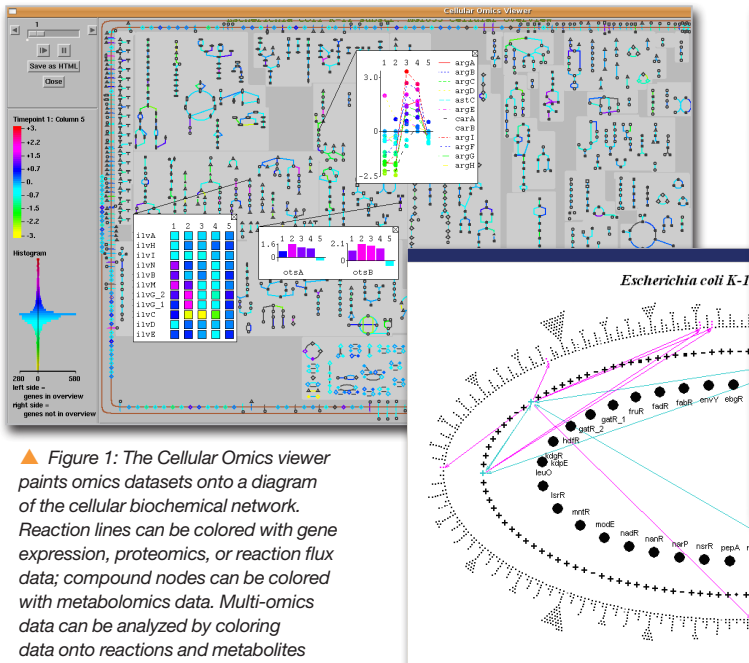 Cellular Omics Viewer
1
Save as HTML
Close
Timepoint 1: Column 5
+3.
+2.2
+1.5
+0.7
0.
-0.7
-1.5
-2.2
-3.
Histogram
280 0 500
left side =
genes in overview
right side =
genes not in overview
1 2 3 4 5
3.0
0
-2.5
argA
argB
argC
argD
astC
argE
carA
carB
argI
argF
argG
argH
1 2 3 4 5
ilvA
ilvH
ilvI
ilvN
ilvB
ilvM
ilvG_2
ilvG_1
ilvC
ilvD
ilvE
1 2 3 4 5
1.6
0
otsA
1 2 3 4 5
2.1
0
otsB
Escherichia coli K-1
ebgR
envY
fabR
fadR
fruR
gatR_1
gatR_2
hdfR
kdgR
kdpE
leuO
lsrR
mntR
modE
nadR
nanR
narP
nsrR
pepA
Figure 1: The Cellular Omics viewer
paints omics datasets onto a diagram
of the cellular biochemical network.
Reaction lines can be colored with gene
expression, proteomics, or reaction flux
data; compound nodes can be colored
with metabolomics data. Multi-omics
data can be analyzed by coloring
data onto reactions and metabolites